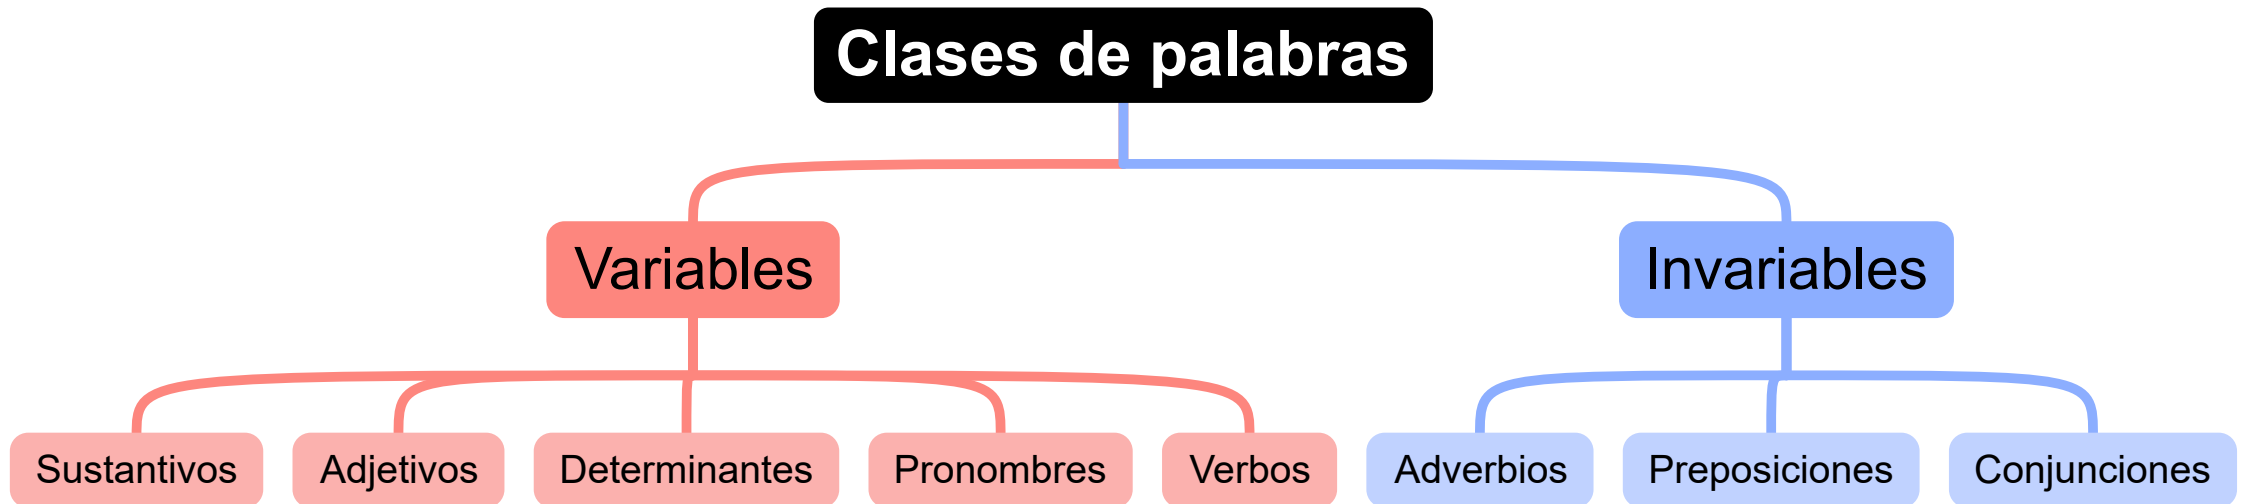 Clases de palabras
Variables
Invariables
Sustantivos
Adjetivos
Determinantes
Pronombres
Verbos
Adverbios
Preposiciones
Conjunciones